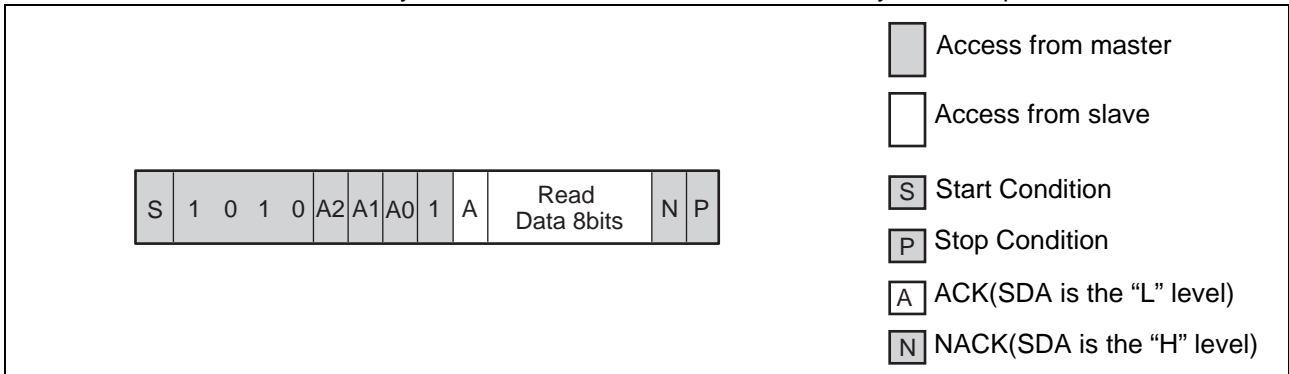 Access from master
Access from slave
S 1 0 1 0 A2 A1 A0 1 A Read Data 8bits N P
S Start Condition
P Stop Condition
A ACK(SDA is the “L” level)
N NACK(SDA is the “H” level)